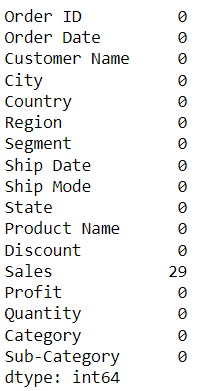 Order ID 0
Order Date 0
Customer Name 0
City 0
Country 0
Region 0
Segment 0
Ship Date 0
Ship Mode 0
State 0
Product Name 0
Discount 0
Sales 29
Profit 0
Quantity 0
Category 0
Sub-Category 0
dtype: int64